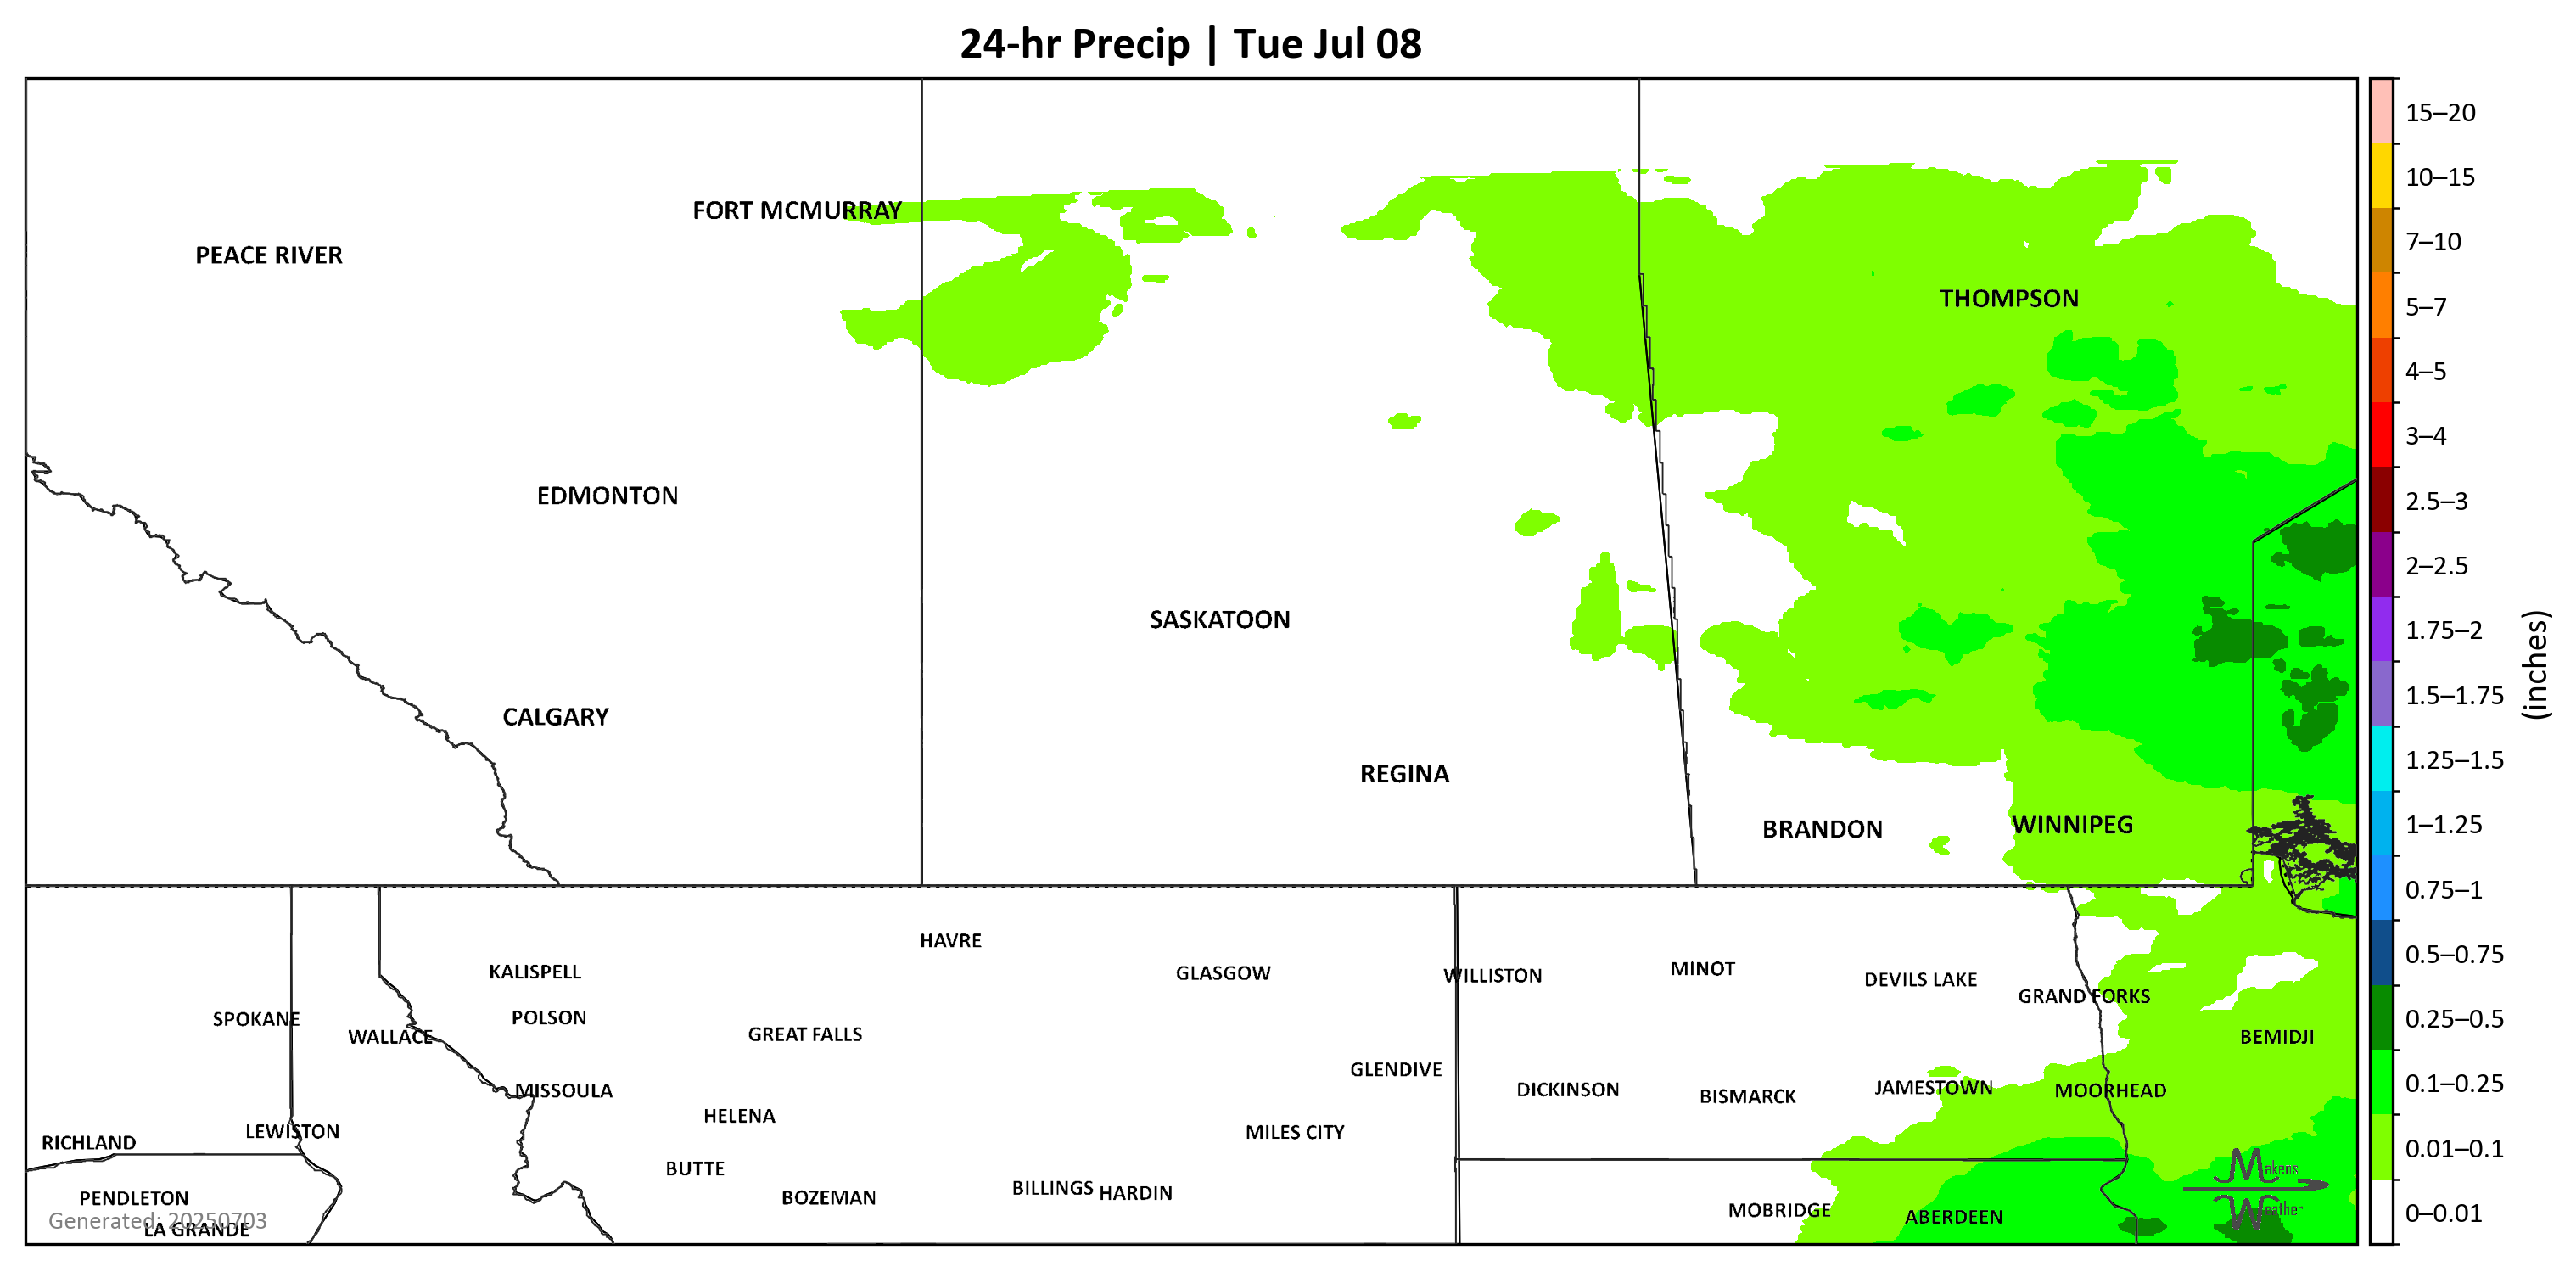 24-hr Precip | Tue Jul 08
FORT MCMURRAY
PEACE RIVER
THOMPSON
EDMONTON
SASKATOON
CALGARY
REGINA
BRANDON
WINNIPEG
HAVRE
KALISPELL
GLASGOW
WILLISTON
MINOT
DEVILS LAKE
GRAND FORKS
SPOKANE
POLSON
WALLACE
GREAT FALLS
BEMIDJI
GLENDIVE
MISSOULA
DICKINSON
BISMARCK
JAMESTOWN
MOORHEAD
HELENA
LEWISTON
MILES CITY
RICHLAND
BUTTE
PENDLETON
BOZEMAN
BILLINGS
HARDIN
MOBRIDGE
ABERDEEN
Generated: 20250703
LA GRANDE
Makens
Weather
15–20
10–15
7–10
5–7
4–5
3–4
2.5–3
2–2.5
1.75–2
1.5–1.75
1.25–1.5
1–1.25
0.75–1
0.5–0.75
0.25–0.5
0.1–0.25
0.01–0.1
0–0.01
(inches)